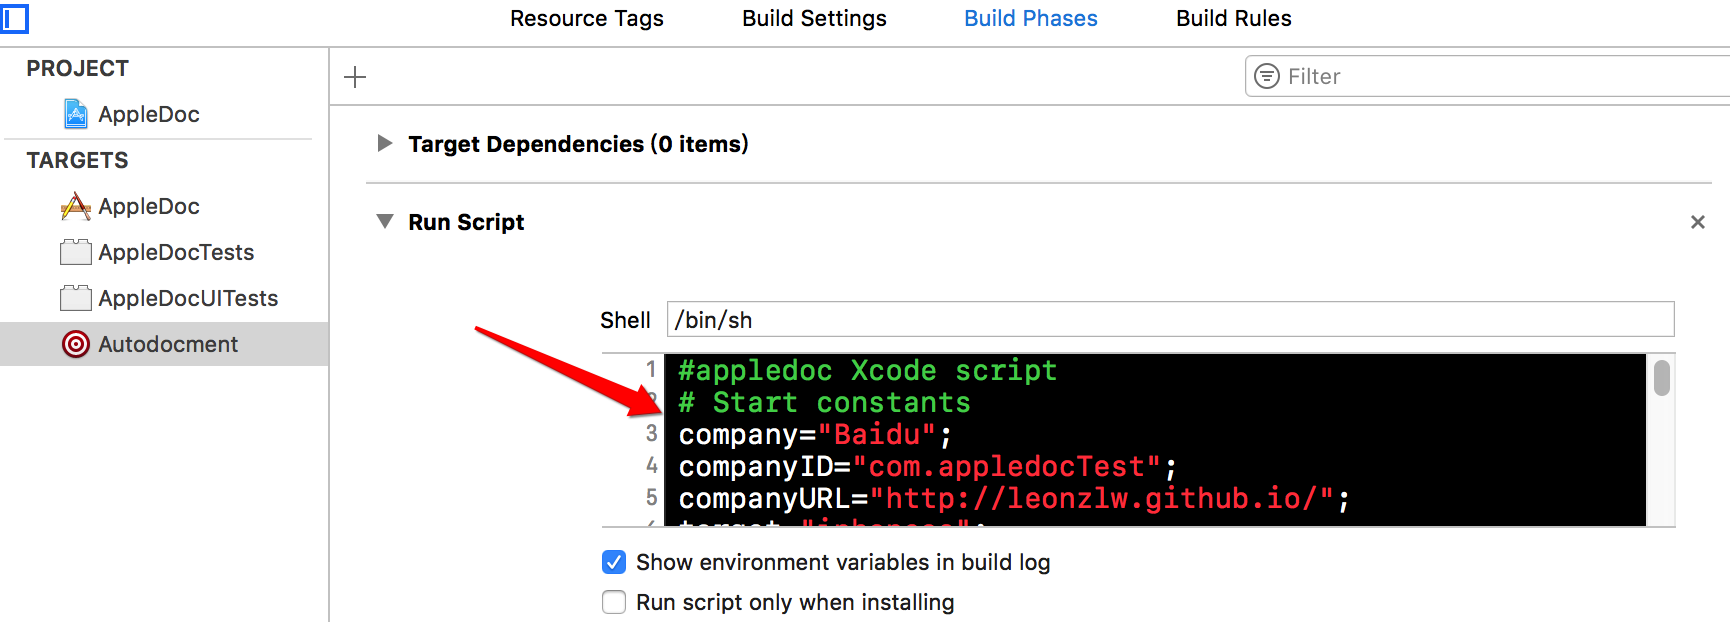 Resource Tags Build Settings Build Phases Build Rules
PROJECT
AppleDoc
TARGETS
AppleDoc
AppleDocTests
AppleDocUITests
Autodocment
Filter
Target Dependencies (0 items)
Run Script
Shell /bin/sh
1 #appledoc Xcode script
# Start constants
3 company="Baidu";
4 companyID="com.appledocTest";
5 companyURL="http://leonzlw.github.io/";
Show environment variables in build log
Run script only when installing